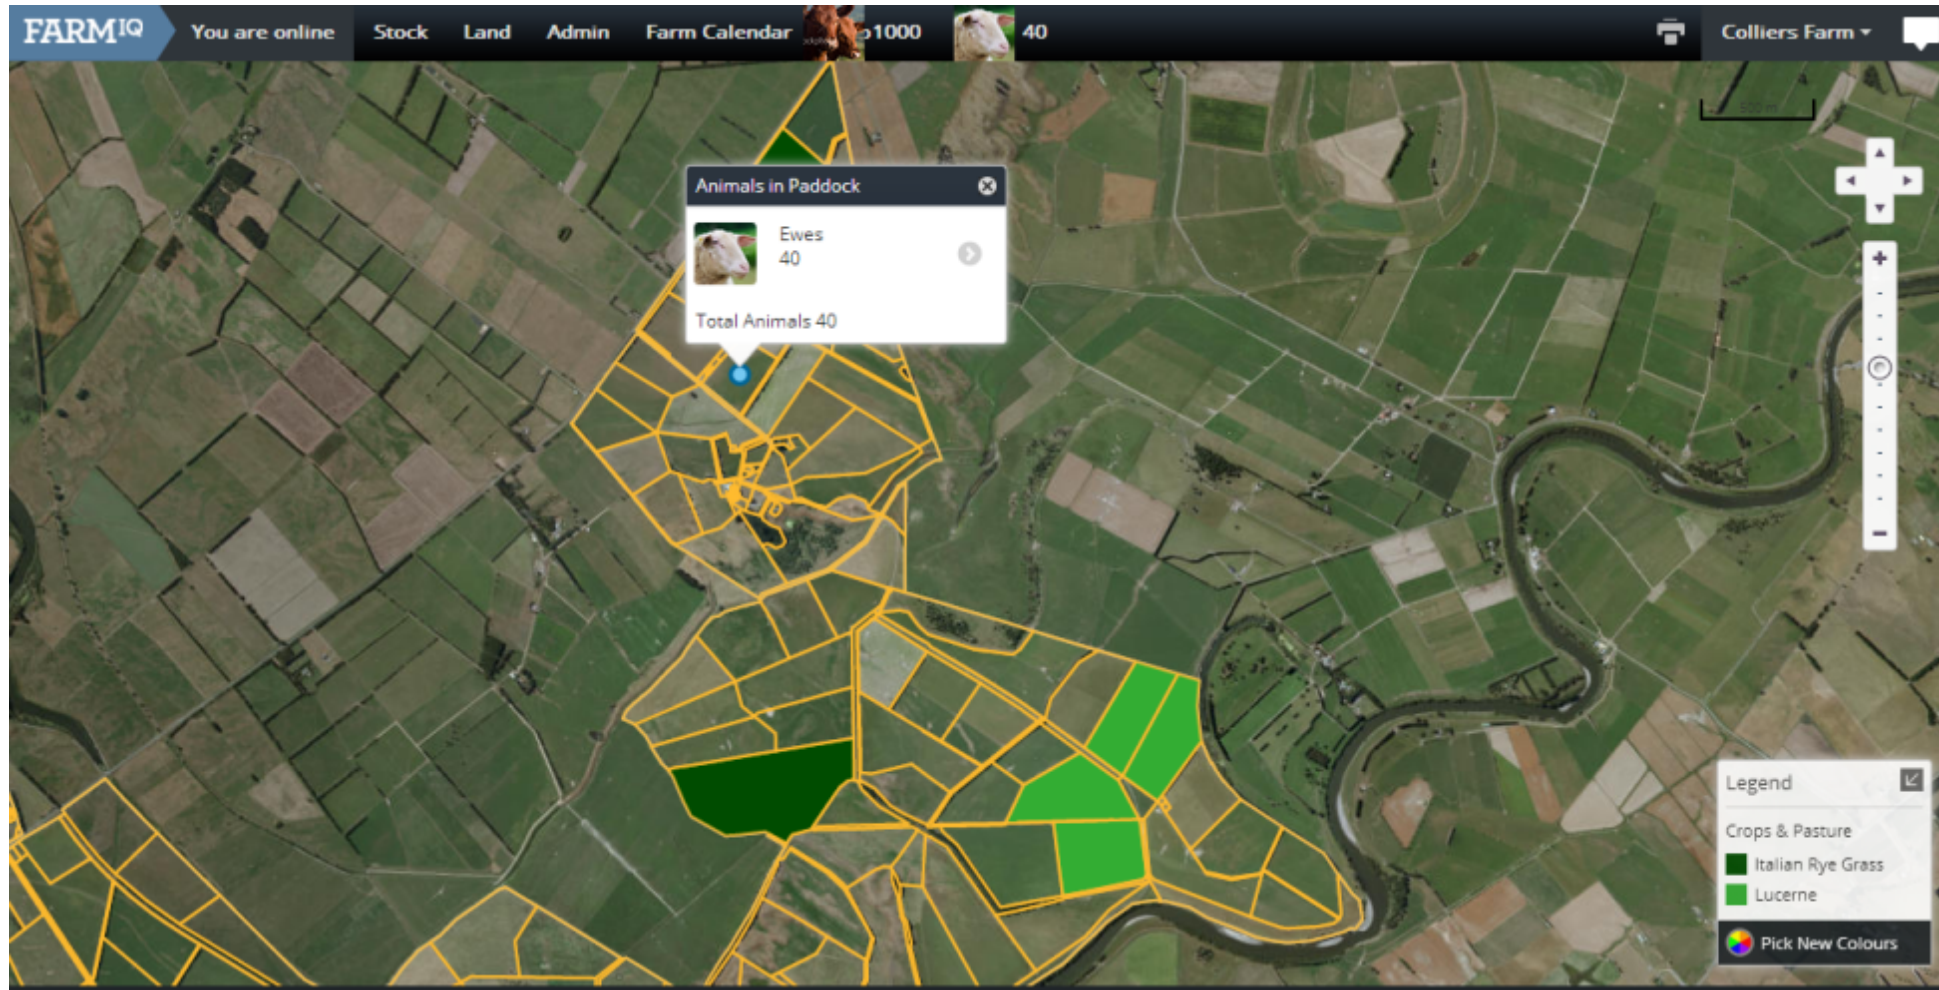 FARMIQ
You are online
Stock
Land
Admin
Farm Calendar
1000
40
Colliers Farm
500 m
Animals in Paddock
Ewes
40
Total Animals 40
Legend
Crops & Pasture
Italian Rye Grass
Lucerne
Pick New Colours